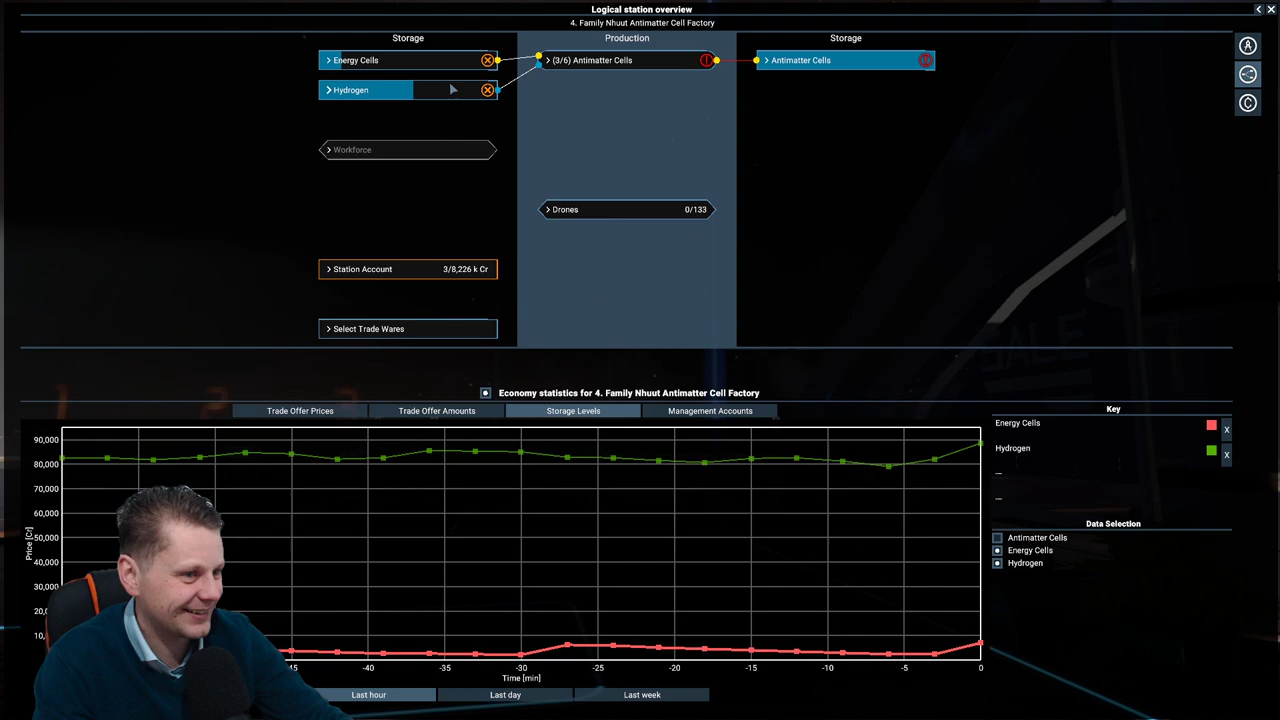 Logical station overview
4. Family Nhuut Antimatter Cell Factory
Storage
Production
Storage
Energy Cells
(3/6) Antimatter Cells
Antimatter Cells
Hydrogen
Workforce
Drones 0/133
Station Account 3/8,226 k Cr
Select Trade Wares
Economy statistics for 4. Family Nhuut Antimatter Cell Factory
Trade Offer Prices
Trade Offer Amounts
Storage Levels
Management Accounts
Key
Energy Cells X
Hydrogen X
---
---
Data Selection
Antimatter Cells
Energy Cells
Hydrogen
Price [Cr]
90,000
80,000
70,000
60,000
50,000
40,000
30,000
20,000
10,
-45 -40 -35 -30 -25 -20 -15 -10 -5 0
Time [min]
Last hour
Last day
Last week